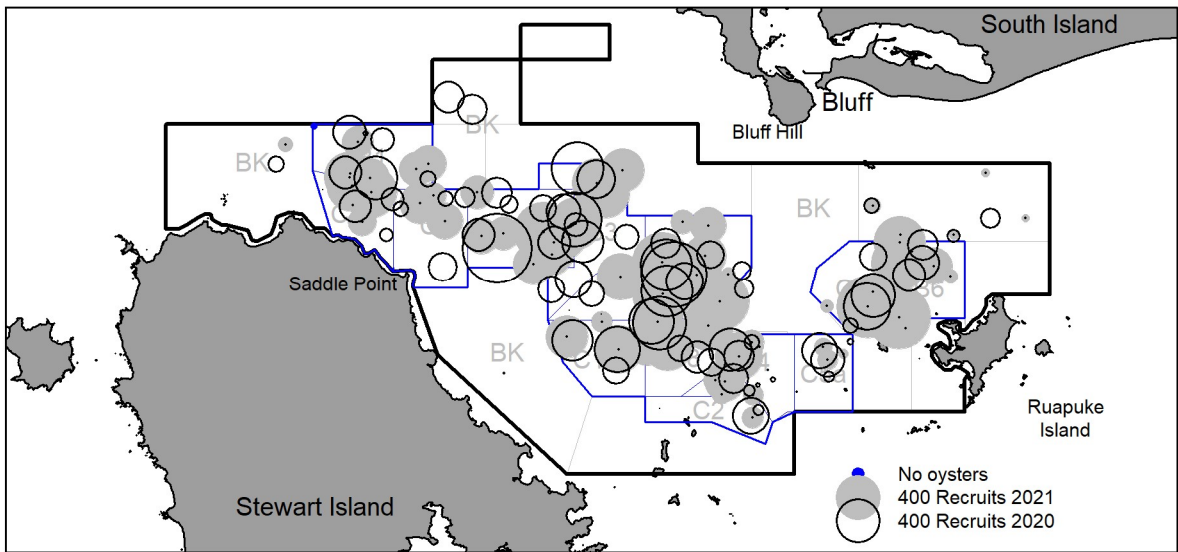 South Island
Bluff
Bluff Hill
BK
BK
BK
Saddle Point
BK
C2
Ruapuke
Island
No oysters
400 Recruits 2021
400 Recruits 2020
Stewart Island